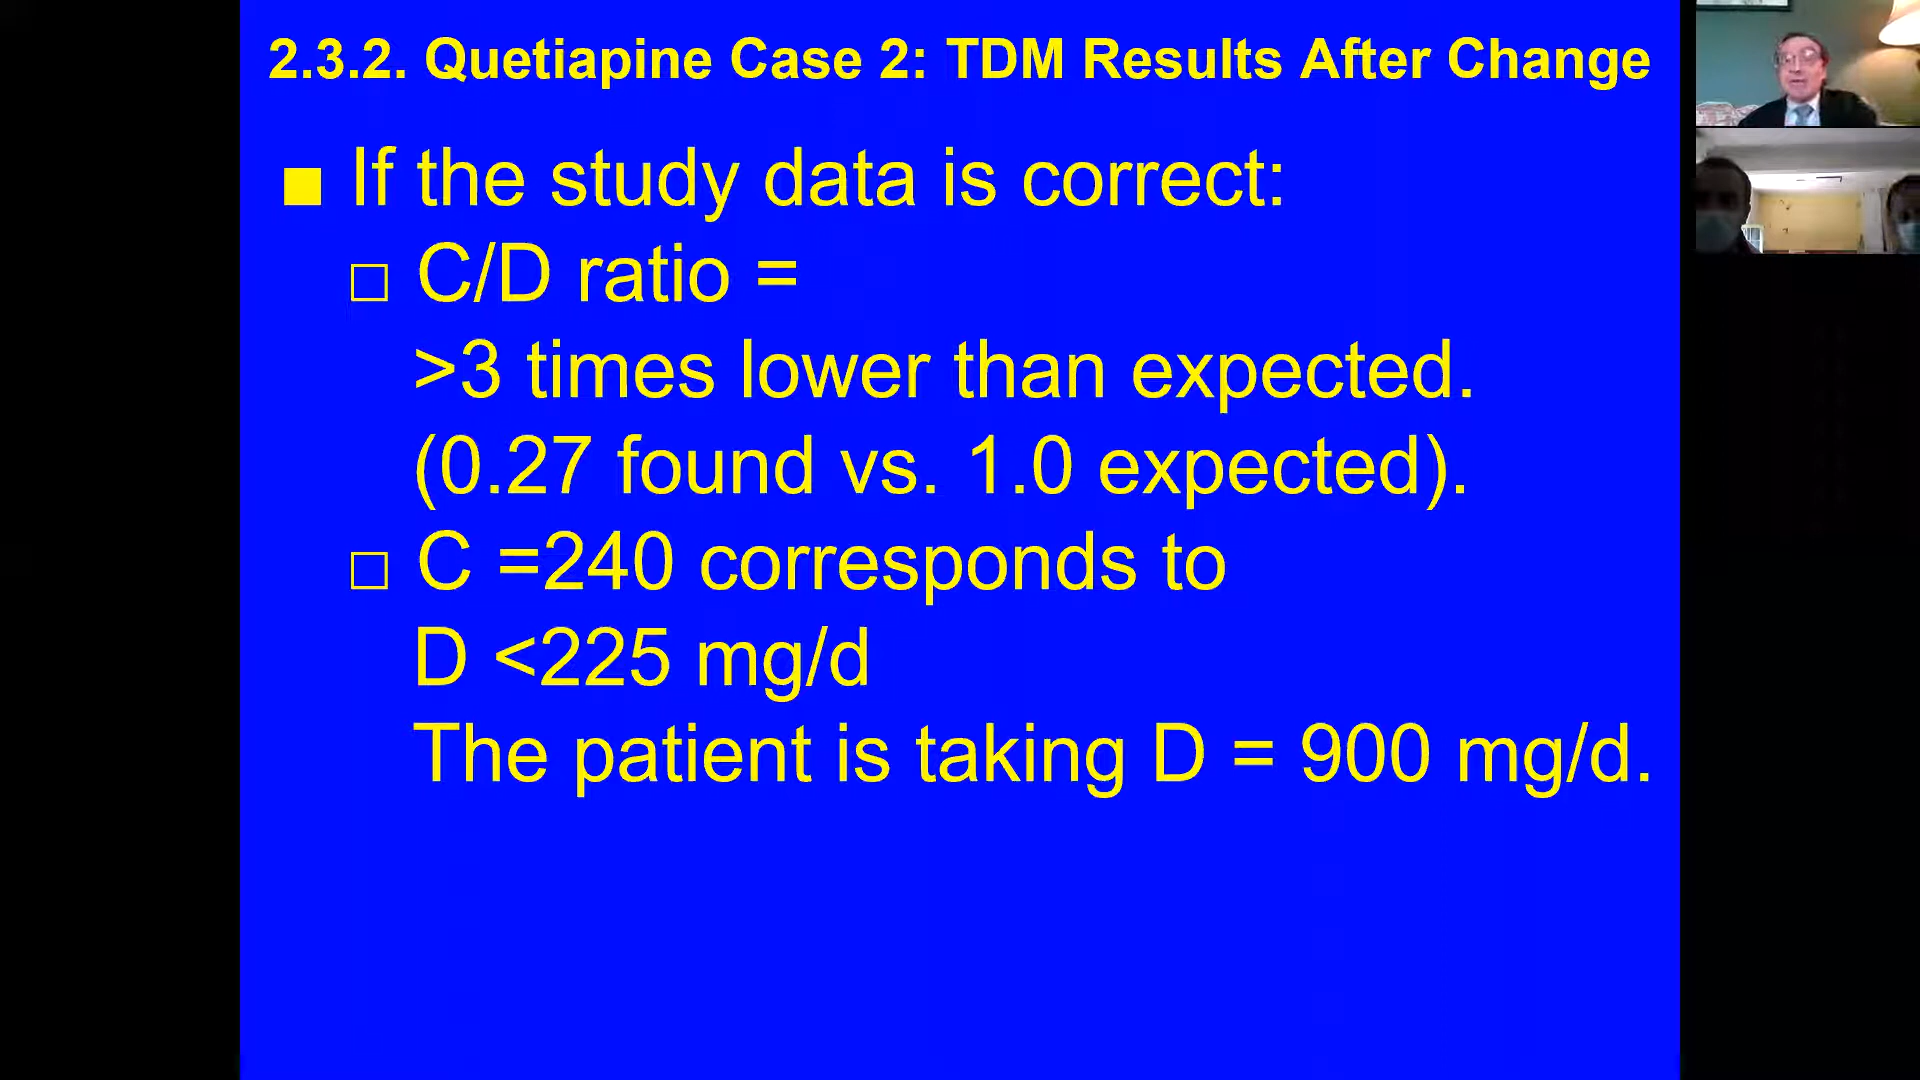 2.3.2. Quetiapine Case 2: TDM Results After Change
■ If the study data is correct:
□ C/D ratio =
>3 times lower than expected.
(0.27 found vs. 1.0 expected).
□ C =240 corresponds to
D <225 mg/d
The patient is taking D = 900 mg/d.